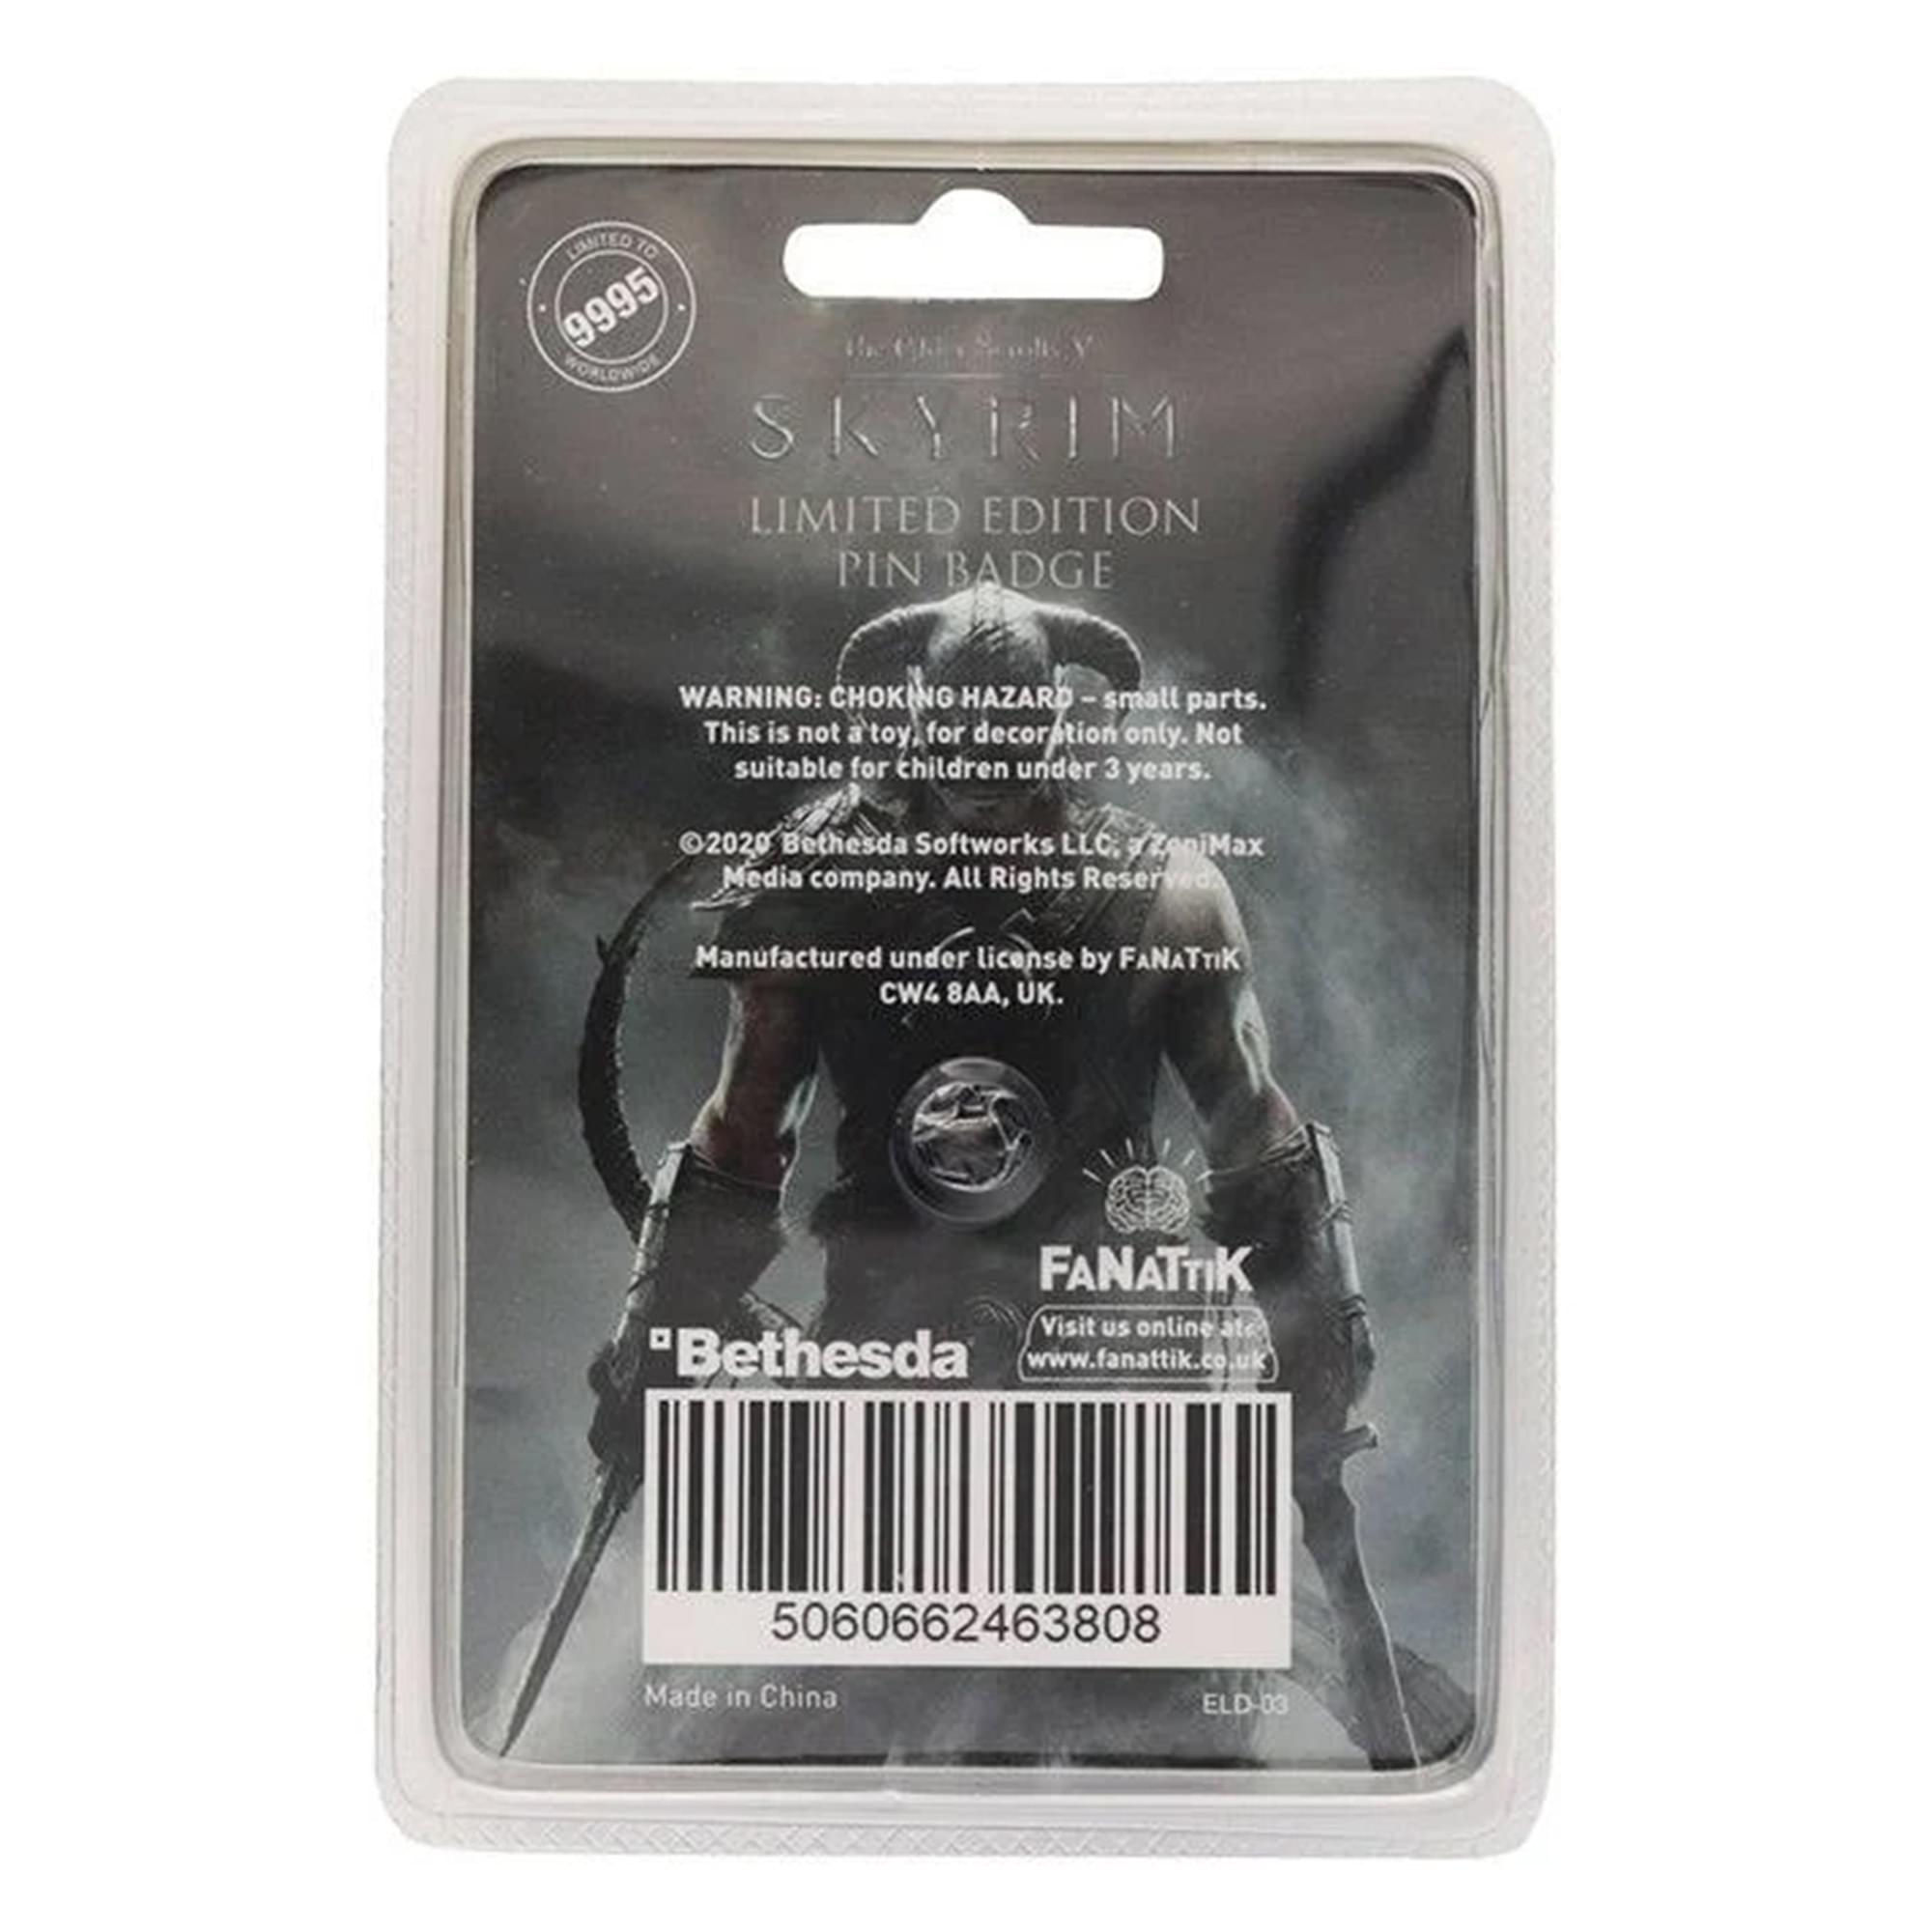 LIMITED TO
9995
WORLDWIDE
The Elder Scrolls V
SKYRIM
LIMITED EDITION
PIN BADGE
WARNING: CHOKING HAZARD – small parts.
This is not a toy, for decoration only. Not
suitable for children under 3 years.
©2020 Bethesda Softworks LLC, a ZeniMax
Media company. All Rights Reserved.
Manufactured under license by FANATTIK
CW4 8AA, UK.
FANATTIK
Visit us online at:
www.fanattik.co.uk
Bethesda
5060662463808
Made in China
ELD-03